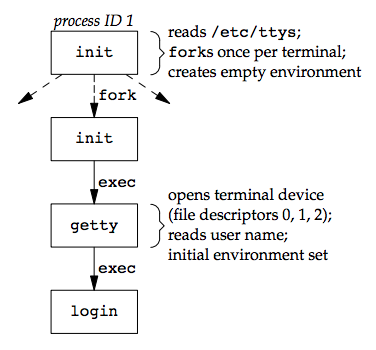 process ID 1
init
reads /etc/ttys;
forks once per terminal;
creates empty environment
fork
init
exec
getty
opens terminal device
(file descriptors 0, 1, 2);
reads user name;
initial environment set
exec
login